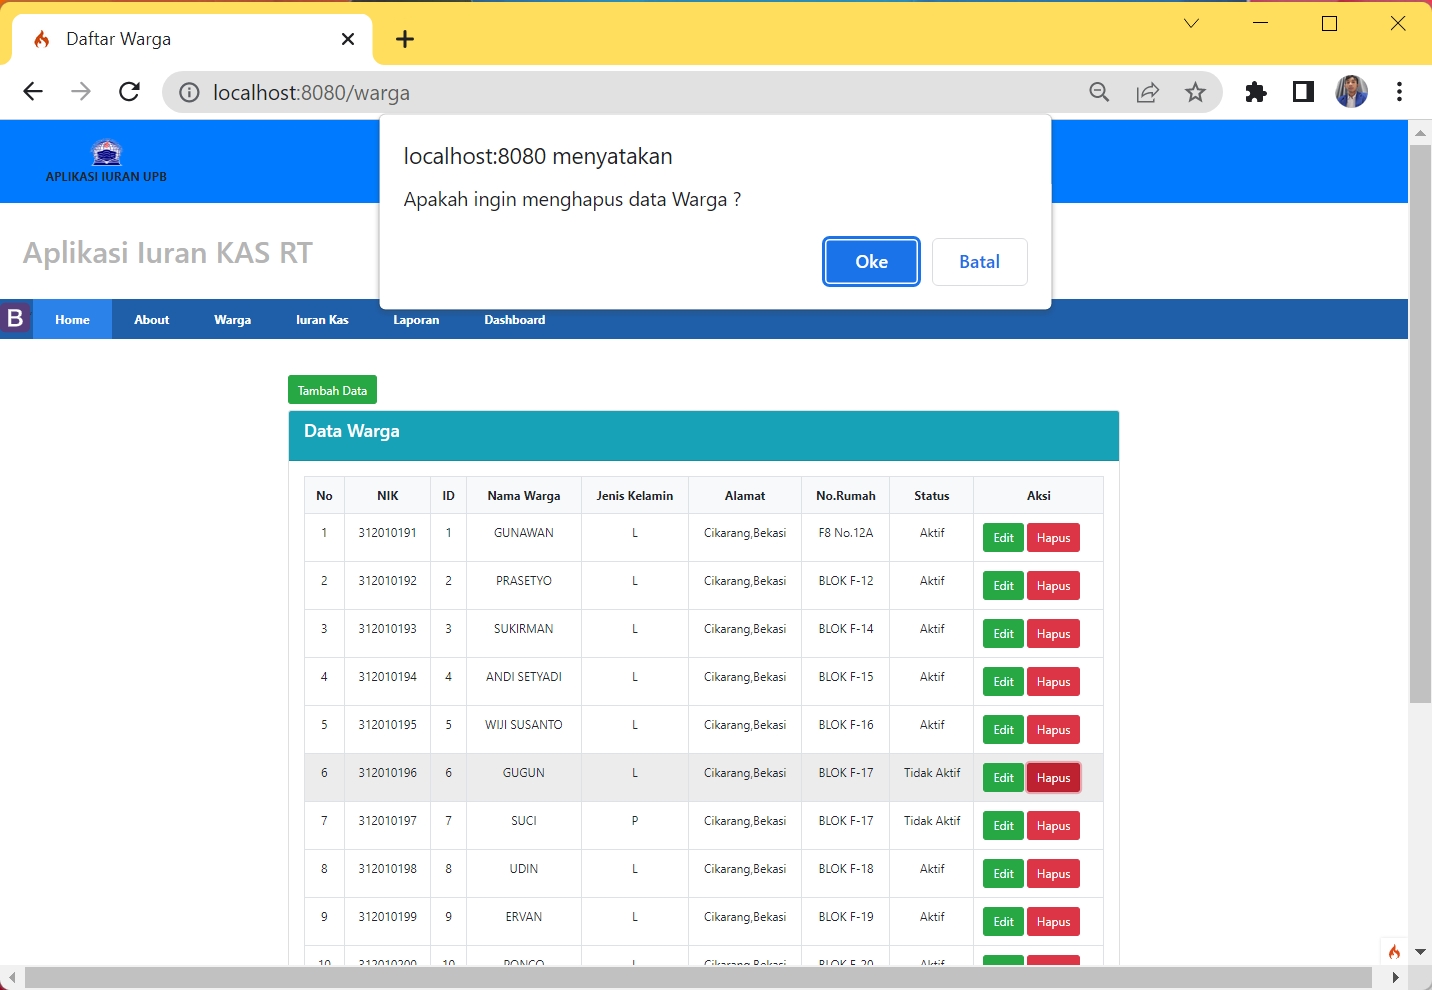 Daftar Warga
localhost:8080/warga
localhost:8080 menyatakan
Apakah ingin menghapus data Warga ?
Oke Batal
APLIKASI IURAN UPB
Aplikasi Iuran KAS RT
B Home About Warga Iuran Kas Laporan Dashboard
Tambah Data
Data Warga
No NIK ID Nama Warga Jenis Kelamin Alamat No.Rumah Status Aksi
1 312010191 1 GUNAWAN L Cikarang,Bekasi F8 No.12A Aktif Edit Hapus
2 312010192 2 PRASETYO L Cikarang,Bekasi BLOK F-12 Aktif Edit Hapus
3 312010193 3 SUKIRMAN L Cikarang,Bekasi BLOK F-14 Aktif Edit Hapus
4 312010194 4 ANDI SETYADI L Cikarang,Bekasi BLOK F-15 Aktif Edit Hapus
5 312010195 5 WIJI SUSANTO L Cikarang,Bekasi BLOK F-16 Aktif Edit Hapus
6 312010196 6 GUGUN L Cikarang,Bekasi BLOK F-17 Tidak Aktif Edit Hapus
7 312010197 7 SUCI P Cikarang,Bekasi BLOK F-17 Tidak Aktif Edit Hapus
8 312010198 8 UDIN L Cikarang,Bekasi BLOK F-18 Aktif Edit Hapus
9 312010199 9 ERVAN L Cikarang,Bekasi BLOK F-19 Aktif Edit Hapus
10 312010200 10 PONCO L Cikarang,Bekasi BLOK F-20 Aktif